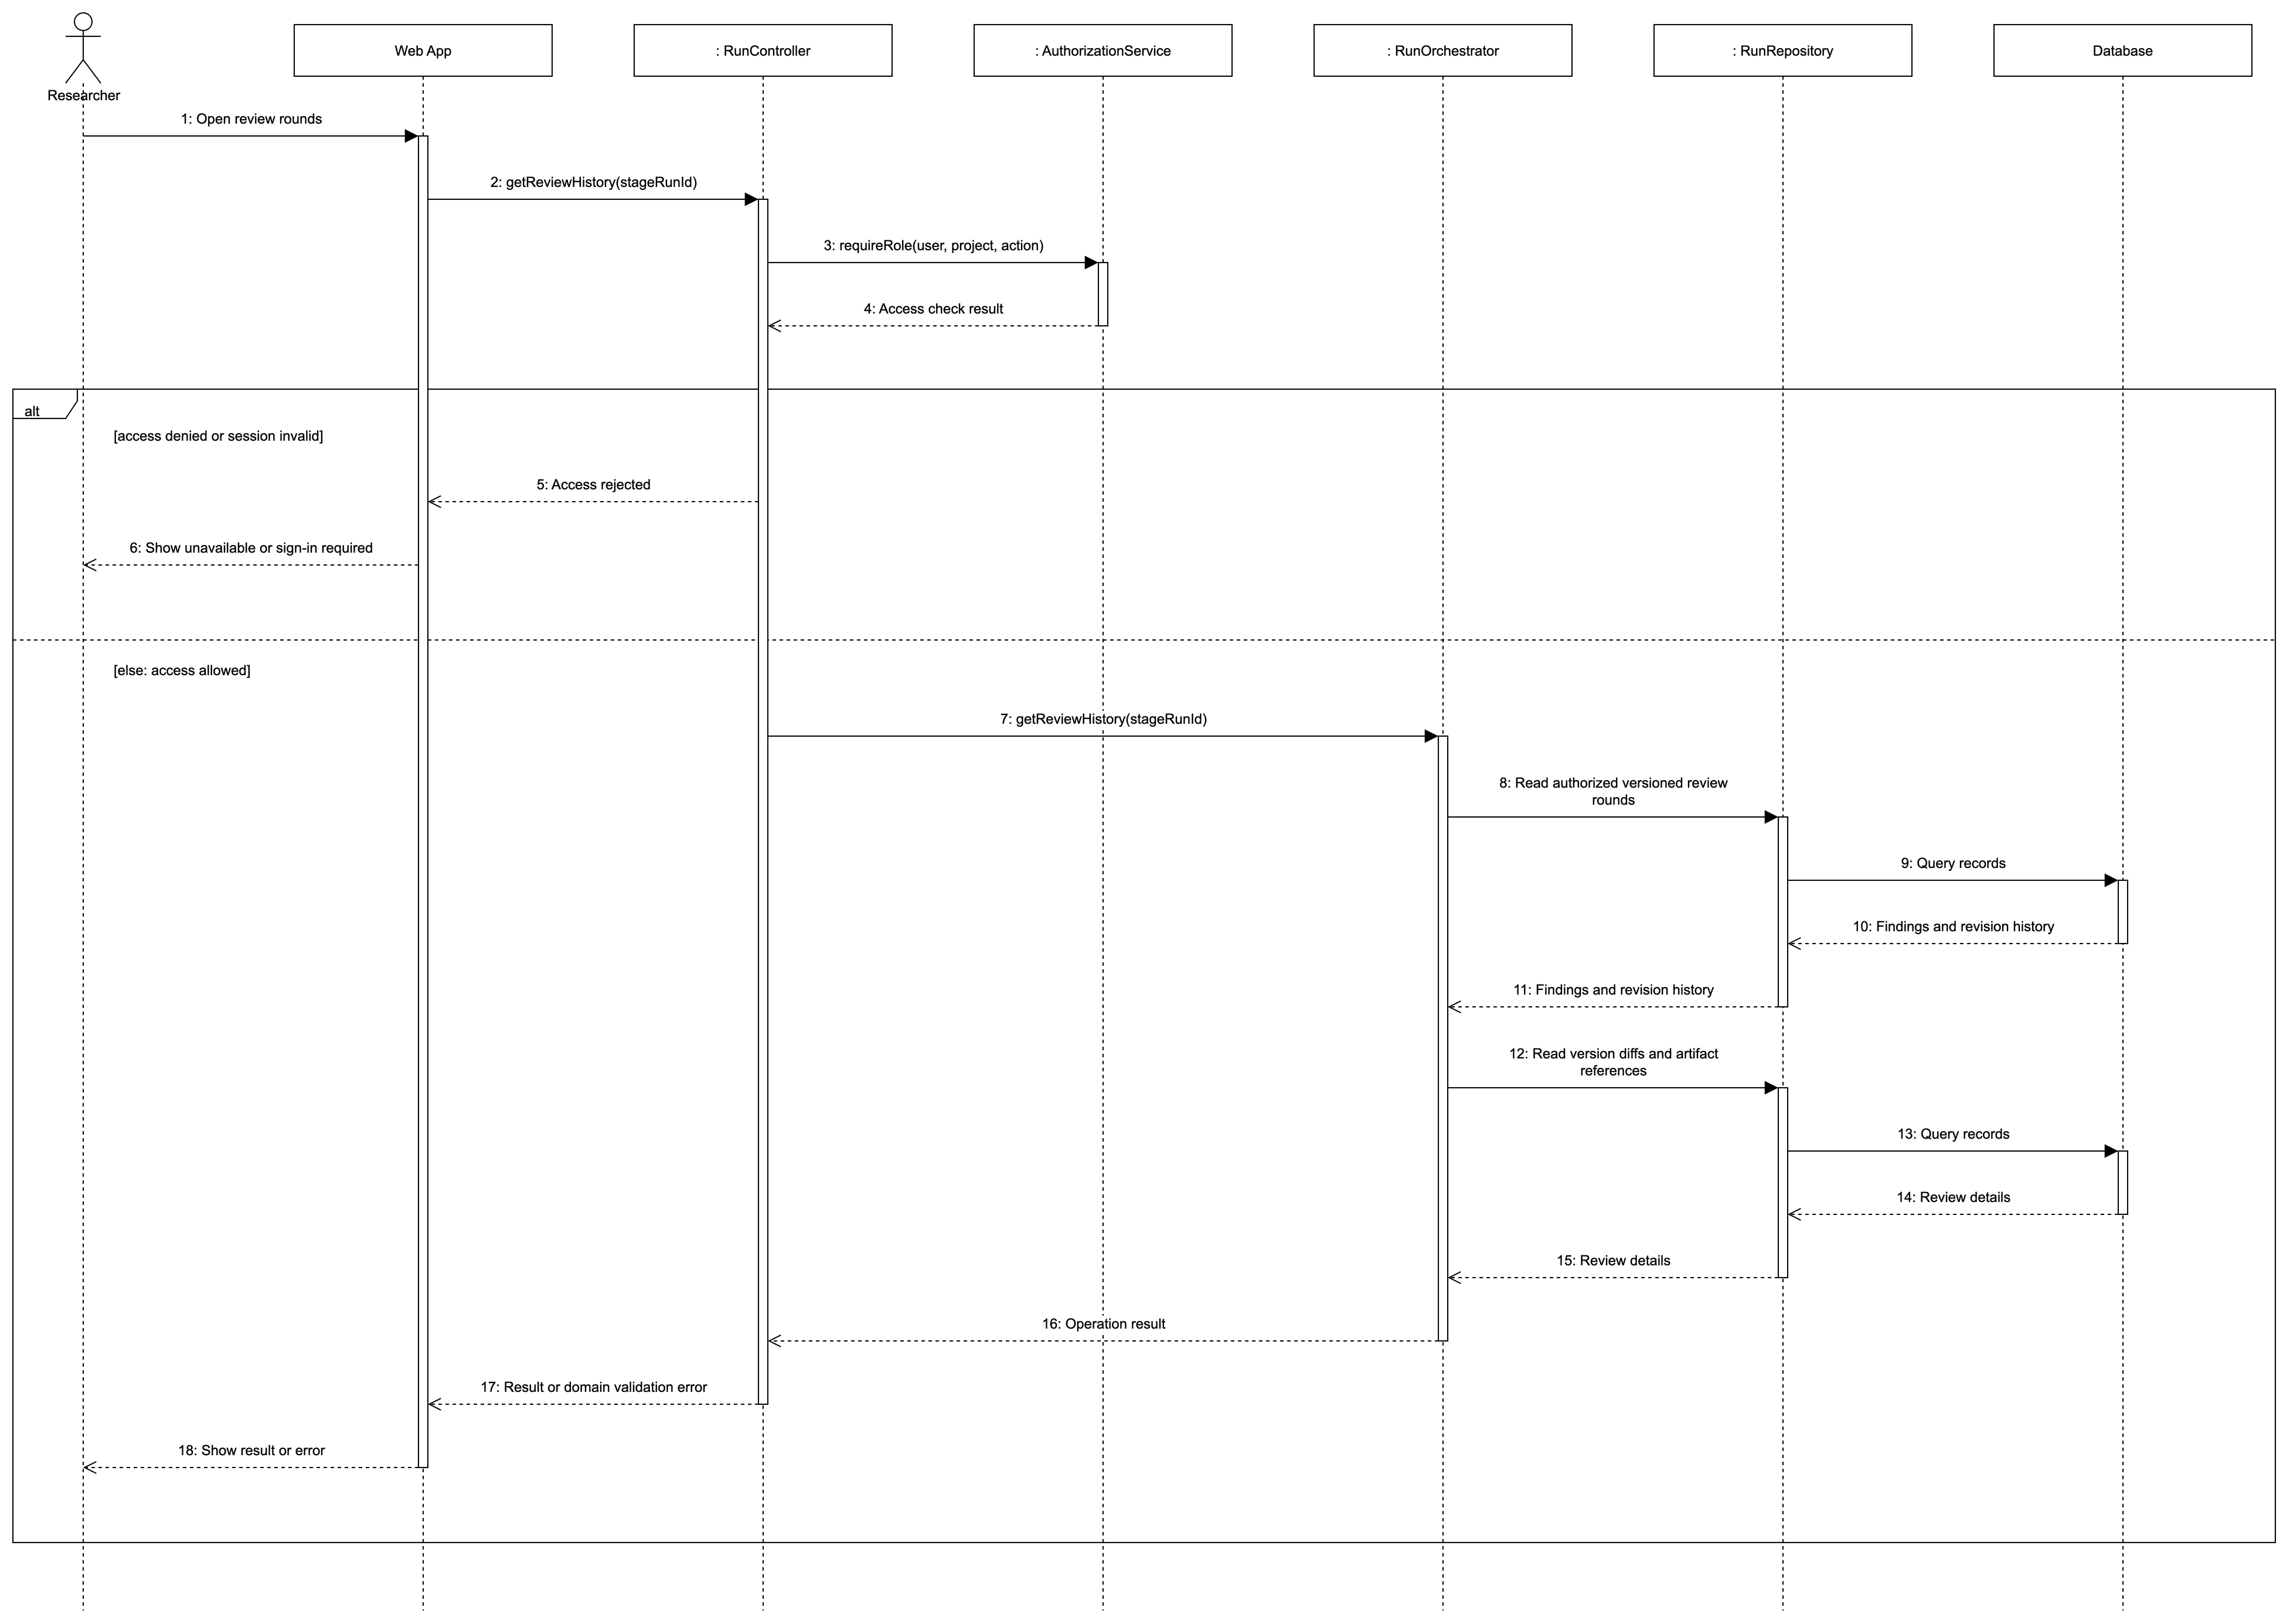 Researcher
Web App
: RunController
: AuthorizationService
: RunOrchestrator
: RunRepository
Database
1: Open review rounds
2: getReviewHistory(stageRunId)
3: requireRole(user, project, action)
4: Access check result
alt
[access denied or session invalid]
5: Access rejected
6: Show unavailable or sign-in required
[else: access allowed]
7: getReviewHistory(stageRunId)
8: Read authorized versioned review
rounds
9: Query records
10: Findings and revision history
11: Findings and revision history
12: Read version diffs and artifact
references
13: Query records
14: Review details
15: Review details
16: Operation result
17: Result or domain validation error
18: Show result or error